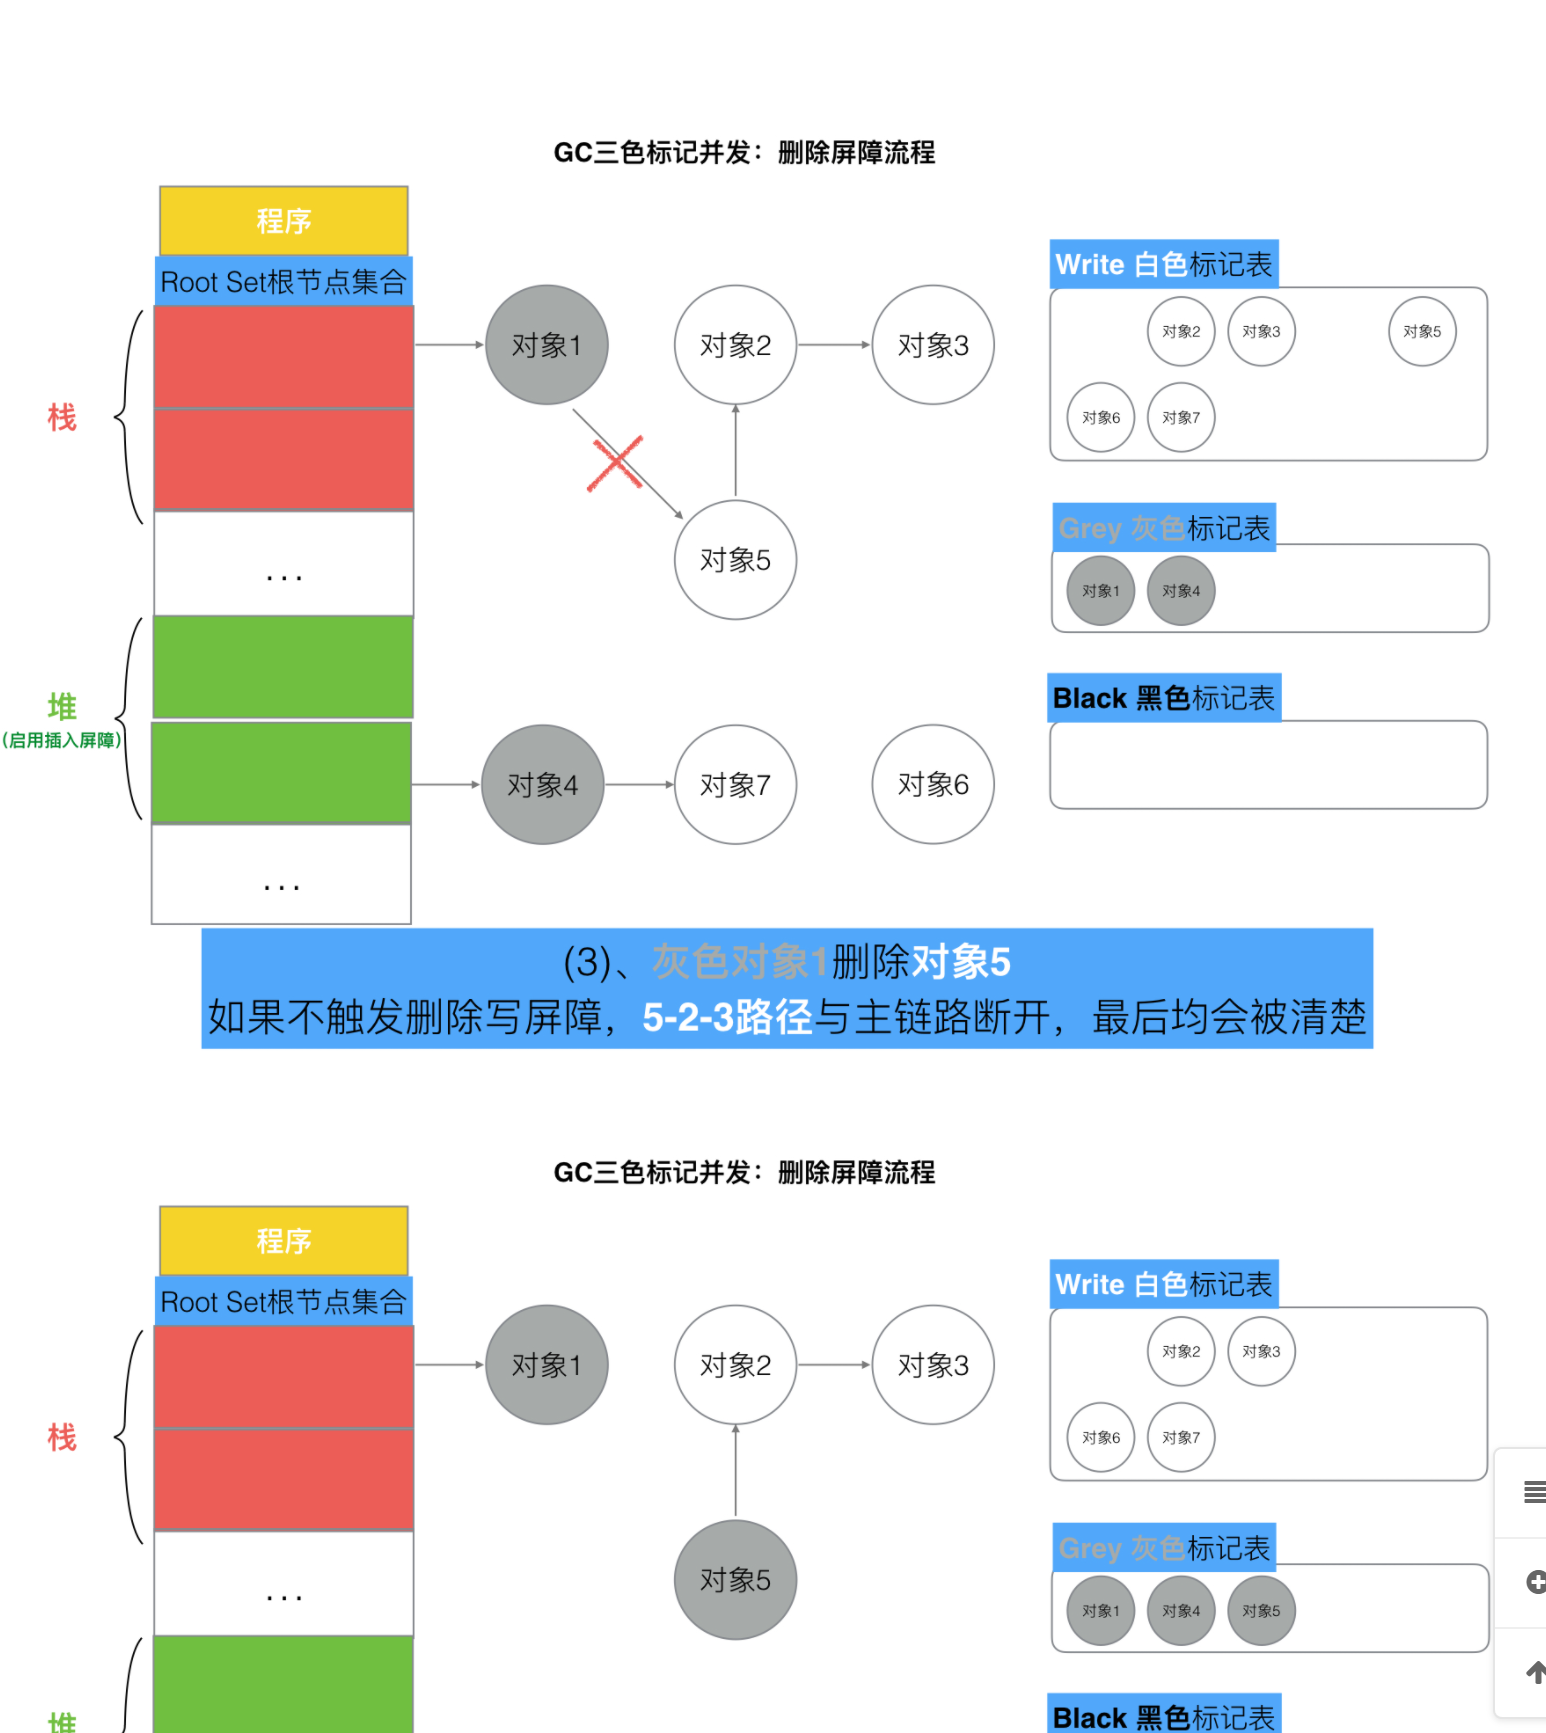 GC三色标记并发：删除屏障流程
程序
Root Set根节点集合
栈
...
堆
(启用插入屏障)
...
对象1
对象2
对象3
对象5
对象4
对象7
对象6
Write 白色标记表
对象2
对象3
对象5
对象6
对象7
Grey 灰色标记表
对象1
对象4
Black 黑色标记表
(3)、灰色对象1删除对象5
如果不触发删除写屏障，5-2-3路径与主链路断开，最后均会被清楚
GC三色标记并发：删除屏障流程
程序
Root Set根节点集合
栈
...
堆
对象1
对象2
对象3
对象5
Write 白色标记表
对象2
对象3
对象6
对象7
Grey 灰色标记表
对象1
对象4
对象5
Black 黑色标记表